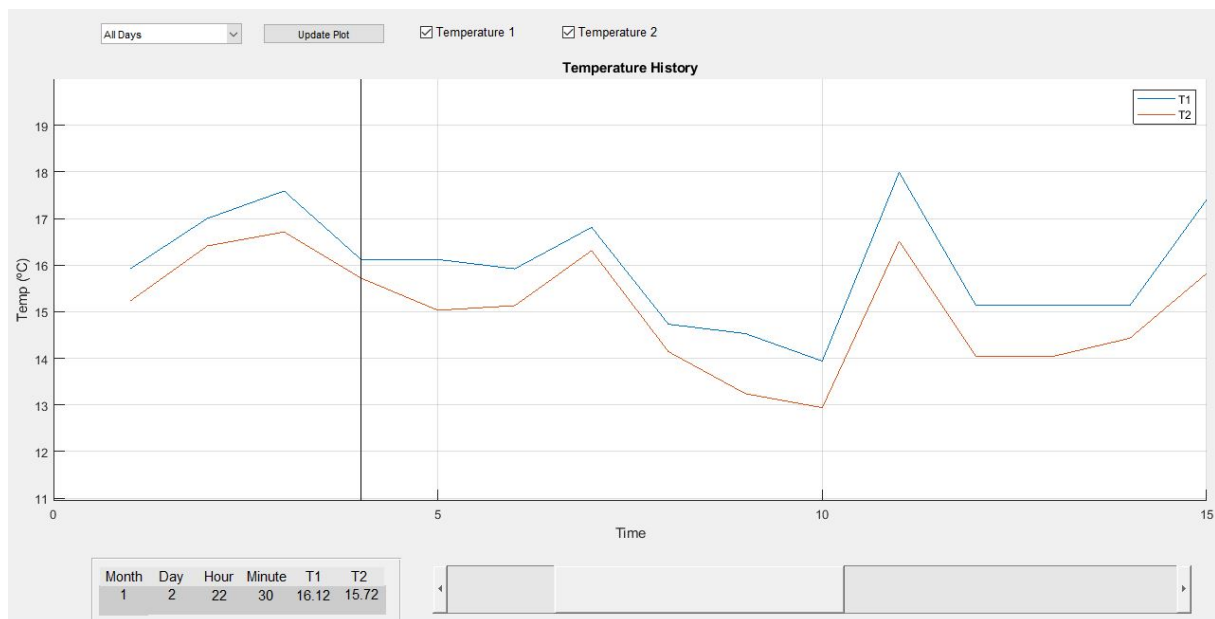 All Days Update Plot Temperature 1 Temperature 2
Temperature History
T1
T2
19
18
17
16
15
14
13
12
11
Temp (ºC)
0 5 10 15
Time
Month Day Hour Minute T1 T2
1 2 22 30 16.12 15.72